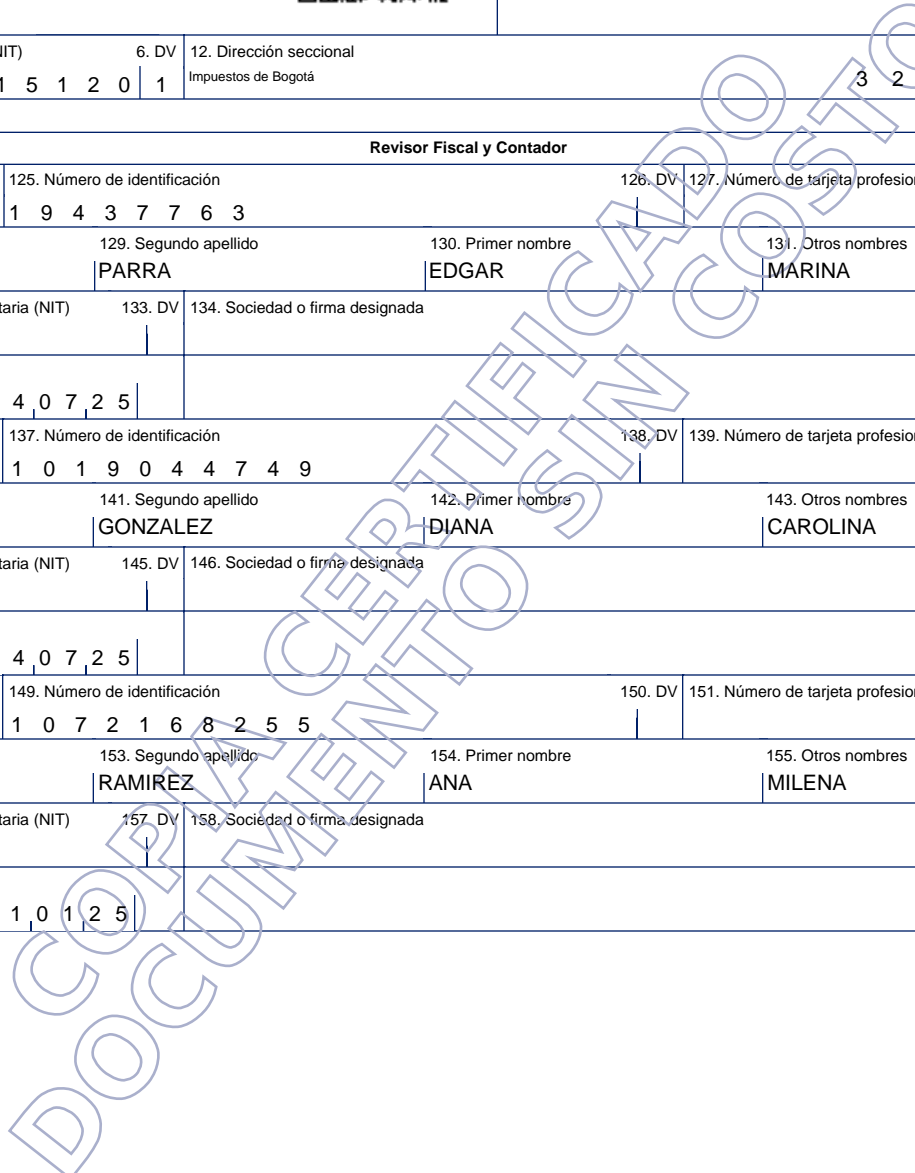 IT) 6. DV 12. Dirección seccional
1 5 1 2 0 1 Impuestos de Bogotá 3 2
Revisor Fiscal y Contador
125. Número de identificación 126. DV 127. Número de tarjeta profesion
1 9 4 3 7 7 6 3
129. Segundo apellido 130. Primer nombre 131. Otros nombres
PARRA EDGAR MARINA
taria (NIT) 133. DV 134. Sociedad o firma designada
4 0 7 2 5
137. Número de identificación 138. DV 139. Número de tarjeta profesion
1 0 1 9 0 4 4 7 4 9
141. Segundo apellido 142. Primer nombre 143. Otros nombres
GONZALEZ DIANA CAROLINA
taria (NIT) 145. DV 146. Sociedad o firma designada
4 0 7 2 5
149. Número de identificación 150. DV 151. Número de tarjeta profesion
1 0 7 2 1 6 8 2 5 5
153. Segundo apellido 154. Primer nombre 155. Otros nombres
RAMIREZ ANA MILENA
taria (NIT) 157. DV 158. Sociedad o firma designada
1 0 1 2 5
COPIA CERTIFICADO
DOCUMENTO SIN COSTO